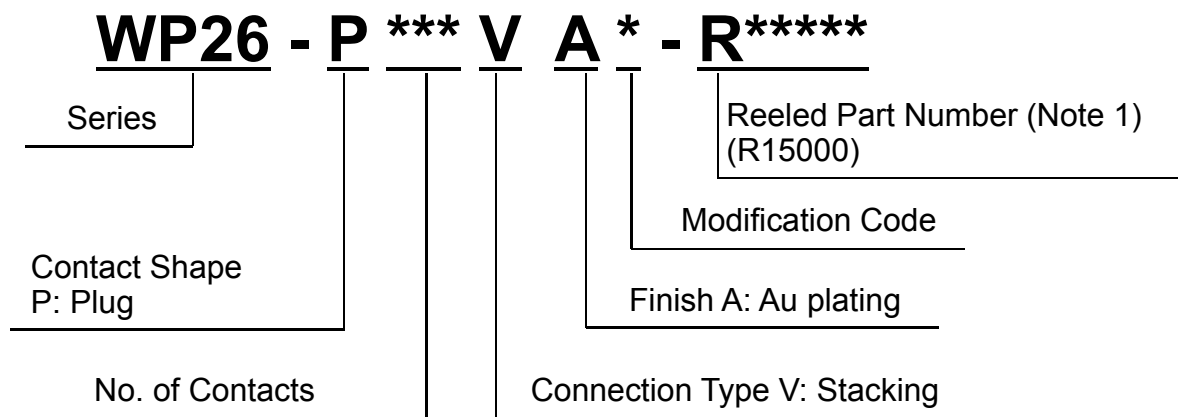 WP26 - P *** V A * - R*****
Series
Reeled Part Number (Note 1)
(R15000)
Modification Code
Contact Shape
P: Plug
Finish A: Au plating
No. of Contacts
Connection Type V: Stacking